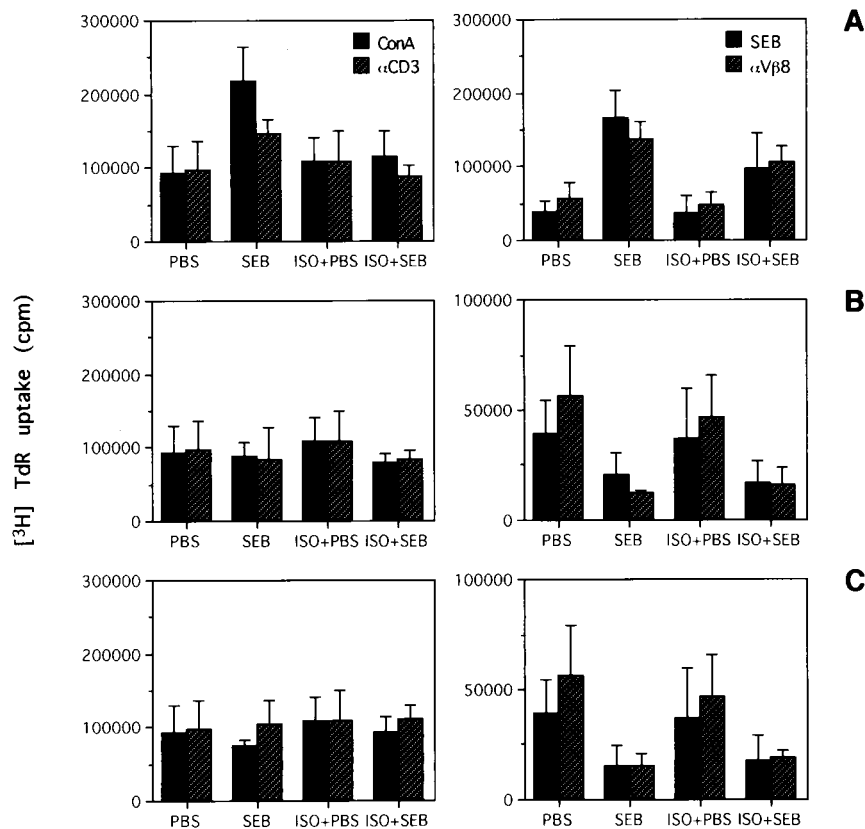 A
300000
200000
100000
0
ConA
αCD3
PBS SEB ISO+PBS ISO+SEB
300000
200000
100000
0
SEB
αVβ8
PBS SEB ISO+PBS ISO+SEB
B
[³H] TdR uptake (cpm)
300000
200000
100000
0
PBS SEB ISO+PBS ISO+SEB
100000
50000
0
PBS SEB ISO+PBS ISO+SEB
C
300000
200000
100000
0
PBS SEB ISO+PBS ISO+SEB
100000
50000
0
PBS SEB ISO+PBS ISO+SEB